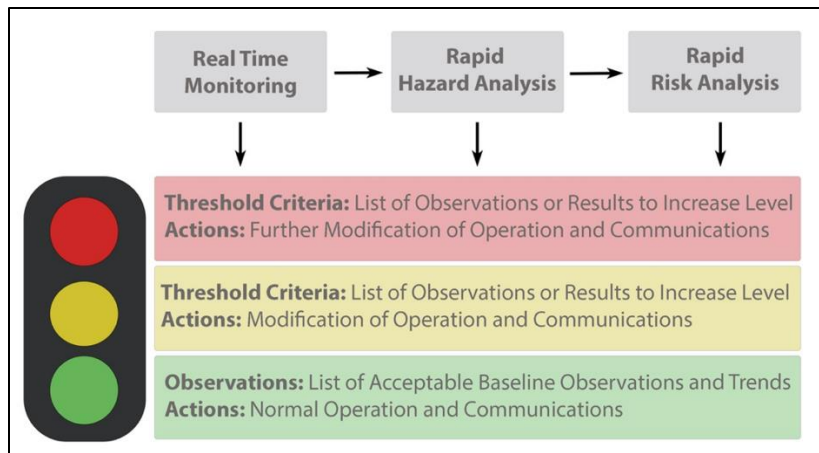 Real Time
Monitoring
Rapid
Hazard Analysis
Rapid
Risk Analysis
Threshold Criteria: List of Observations or Results to Increase Level
Actions: Further Modification of Operation and Communications
Threshold Criteria: List of Observations or Results to Increase Level
Actions: Modification of Operation and Communications
Observations: List of Acceptable Baseline Observations and Trends
Actions: Normal Operation and Communications